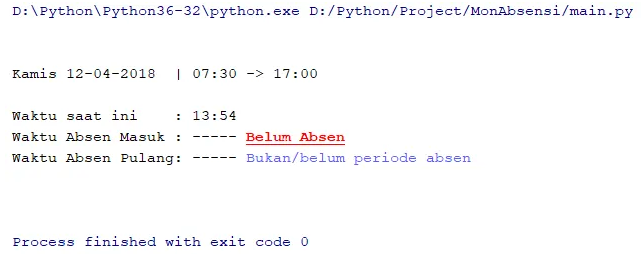 D:\Python\Python36-32\python.exe D:/Python/Project/MonAbsensi/main.py
Kamis 12-04-2018  | 07:30 -> 17:00
Waktu saat ini    : 13:54
Waktu Absen Masuk : ----- Belum Absen
Waktu Absen Pulang: ----- Bukan/belum periode absen
Process finished with exit code 0